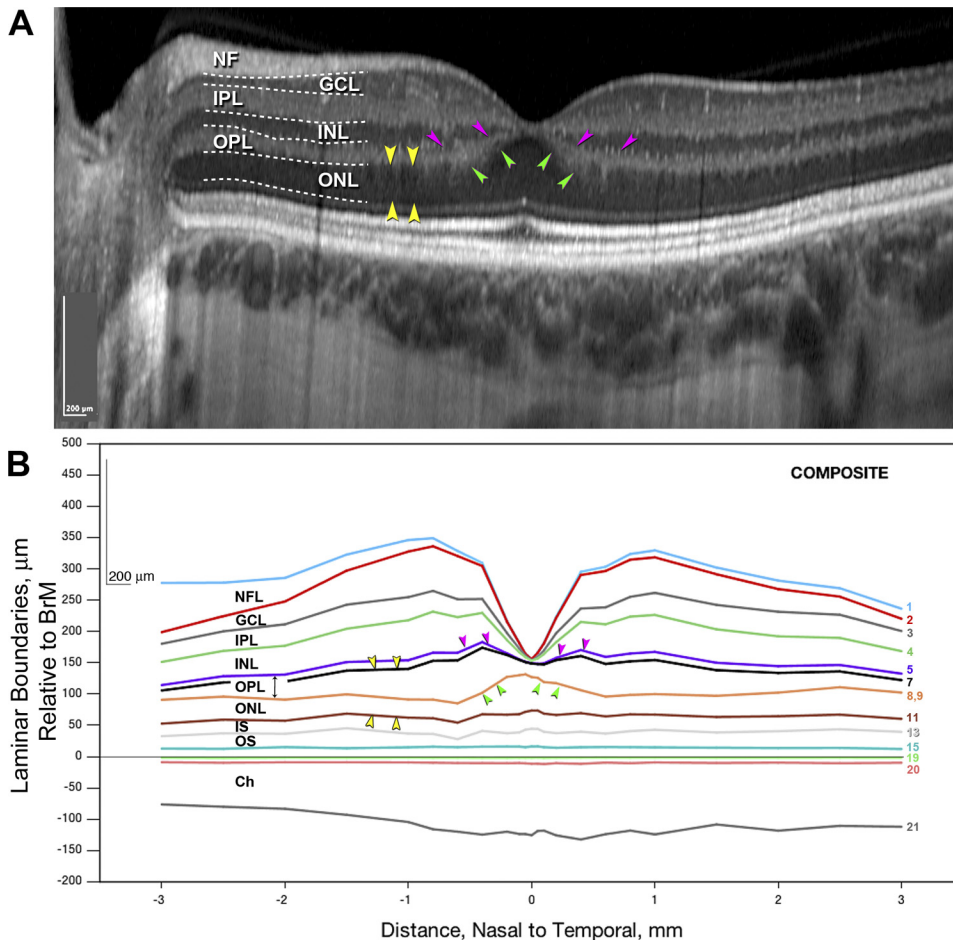 A
NF
GCL
IPL
INL
OPL
ONL
200 µm
B
COMPOSITE
500
450
400
350
300
250
200
150
100
50
0
-50
-100
-150
-200
Laminar Boundaries, µm
Relative to BrM
200 µm
NFL
GCL
IPL
INL
OPL
ONL
IS
OS
Ch
1
2
3
4
5
7
8,9
11
13
15
19
20
21
-3
-2
-1
0
1
2
3
Distance, Nasal to Temporal, mm